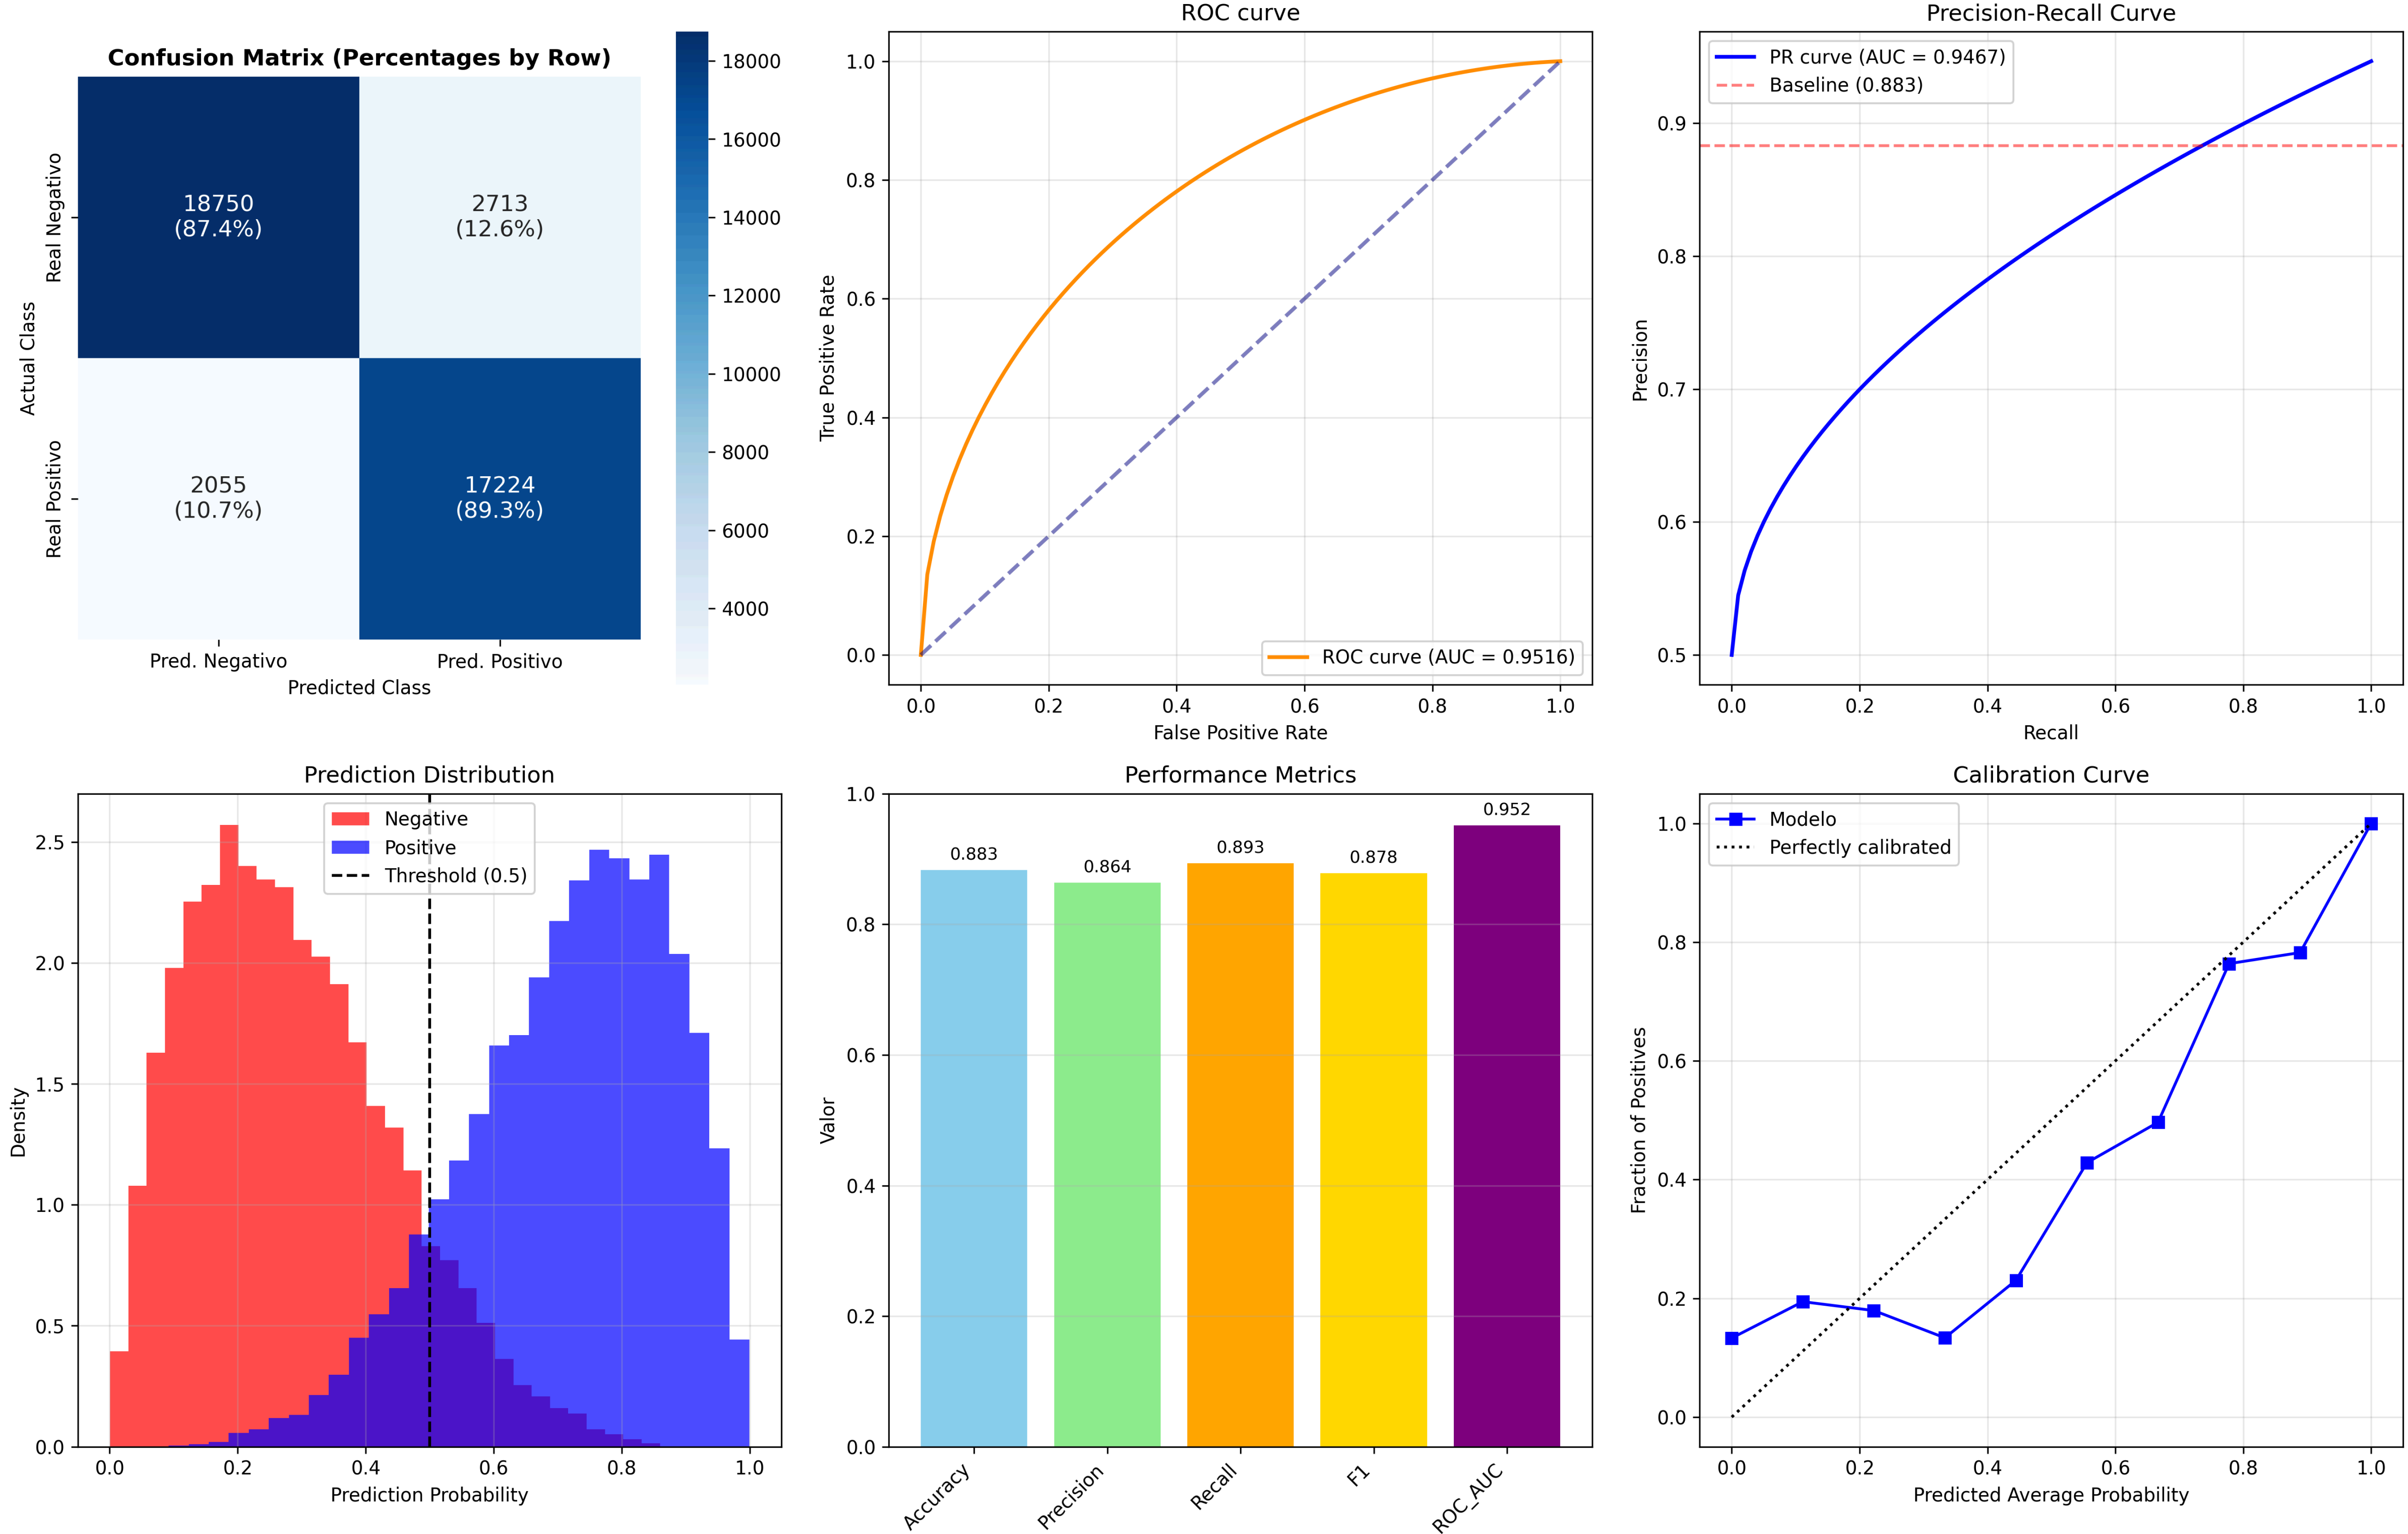 Confusion Matrix (Percentages by Row)
Actual Class
Real Negativo
Real Positivo
18750
(87.4%)
2713
(12.6%)
2055
(10.7%)
17224
(89.3%)
Pred. Negativo
Pred. Positivo
Predicted Class
18000
16000
14000
12000
10000
8000
6000
4000
ROC curve
True Positive Rate
1.0
0.8
0.6
0.4
0.2
0.0
ROC curve (AUC = 0.9516)
0.0 0.2 0.4 0.6 0.8 1.0
False Positive Rate
Precision-Recall Curve
PR curve (AUC = 0.9467)
Baseline (0.883)
Precision
0.9
0.8
0.7
0.6
0.5
0.0 0.2 0.4 0.6 0.8 1.0
Recall
Prediction Distribution
Negative
Positive
Threshold (0.5)
Density
2.5
2.0
1.5
1.0
0.5
0.0
0.0 0.2 0.4 0.6 0.8 1.0
Prediction Probability
Performance Metrics
Valor
1.0
0.8
0.6
0.4
0.2
0.0
0.883
0.864
0.893
0.878
0.952
Accuracy
Precision
Recall
F1
ROC_AUC
Calibration Curve
Modelo
Perfectly calibrated
Fraction of Positives
1.0
0.8
0.6
0.4
0.2
0.0
0.0 0.2 0.4 0.6 0.8 1.0
Predicted Average Probability